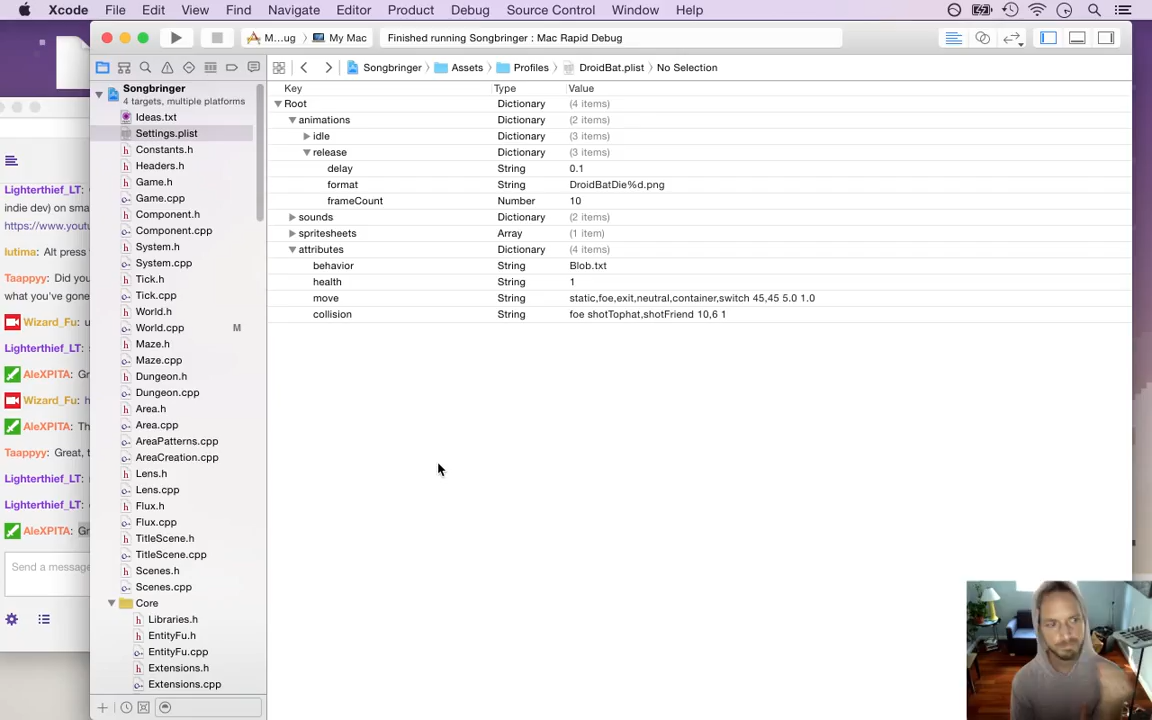 Xcode File Edit View Find Navigate Editor Product Debug Source Control Window Help
M...ug My Mac Finished running Songbringer : Mac Rapid Debug
Songbringer Assets Profiles DroidBat.plist No Selection
Songbringer
4 targets, multiple platforms
Ideas.txt
Settings.plist
Constants.h
Headers.h
Game.h
Game.cpp
Component.h
Component.cpp
System.h
System.cpp
Tick.h
Tick.cpp
World.h
World.cpp M
Maze.h
Maze.cpp
Dungeon.h
Dungeon.cpp
Area.h
Area.cpp
AreaPatterns.cpp
AreaCreation.cpp
Lens.h
Lens.cpp
Flux.h
Flux.cpp
TitleScene.h
TitleScene.cpp
Scenes.h
Scenes.cpp
Core
Libraries.h
EntityFu.h
EntityFu.cpp
Extensions.h
Extensions.cpp
Key Type Value
Root Dictionary (4 items)
animations Dictionary (2 items)
idle Dictionary (3 items)
release Dictionary (3 items)
delay String 0.1
format String DroidBatDie%d.png
frameCount Number 10
sounds Dictionary (2 items)
spritesheets Array (1 item)
attributes Dictionary (4 items)
behavior String Blob.txt
health String 1
move String static,foe,exit,neutral,container,switch 45,45 5.0 1.0
collision String foe shotTophat,shotFriend 10,6 1
Lighterthief_LT:
indie dev) on sma
https://www.yout
lutima: Alt press
Taappyy: Did you
what you've gone
Wizard_Fu: u
Lighterthief_LT:
AleXPITA: Gr
Wizard_Fu: h
AleXPITA: Th
Taappyy: Great, t
Lighterthief_LT:
Lighterthief_LT:
AleXPITA: Gr
Send a message